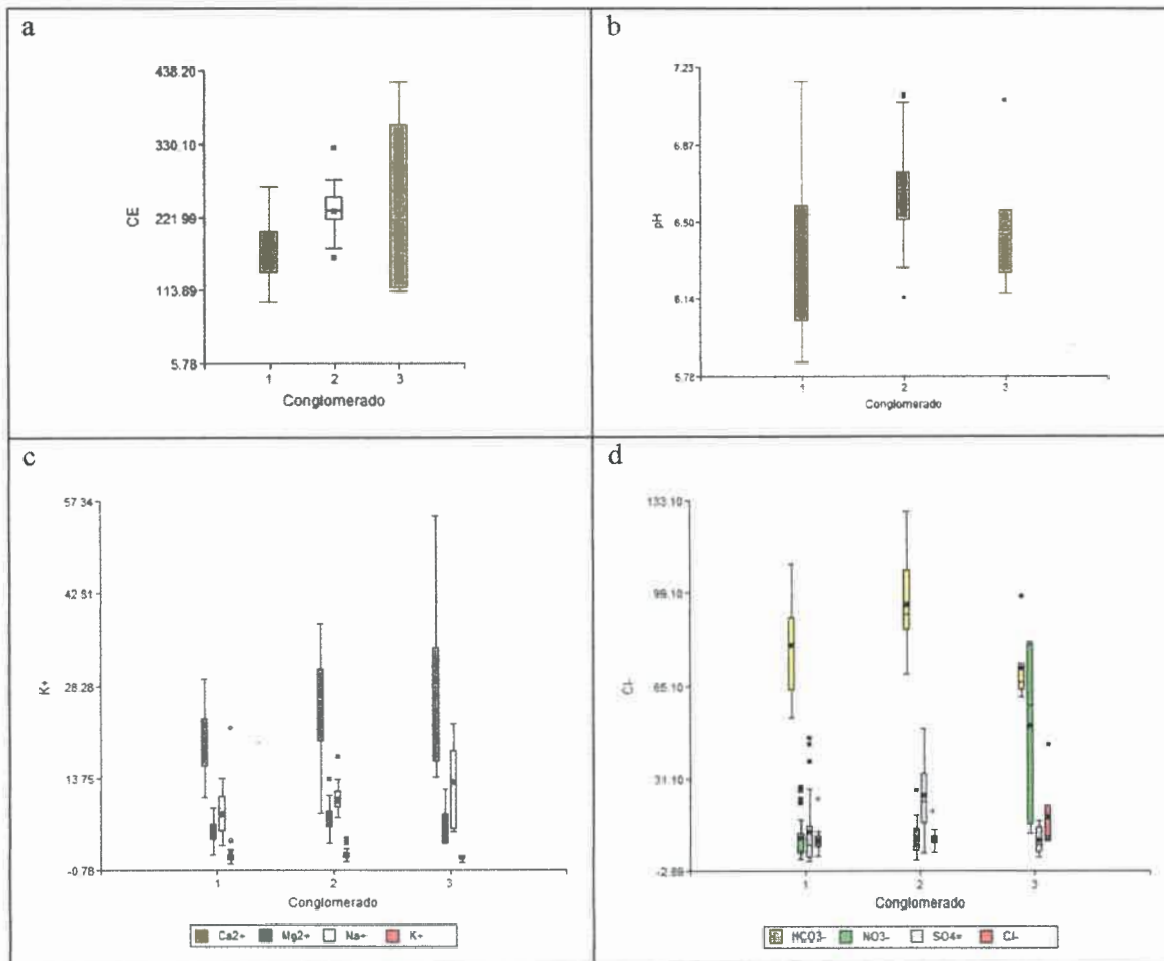 a
438.20
330.10
221.99
113.89
5.78
CE
1 2 3
Conglomerado
b
7.23
6.87
6.50
6.14
5.78
pH
1 2 3
Conglomerado
c
57.34
42.81
28.28
13.75
-0.78
K+
1 2 3
Conglomerado
Ca2+ Mg2+ Na+ K+
d
133.10
99.10
65.10
31.10
-2.89
Cl-
1 2 3
Conglomerado
HCO3- NO3- SO4= Cl-